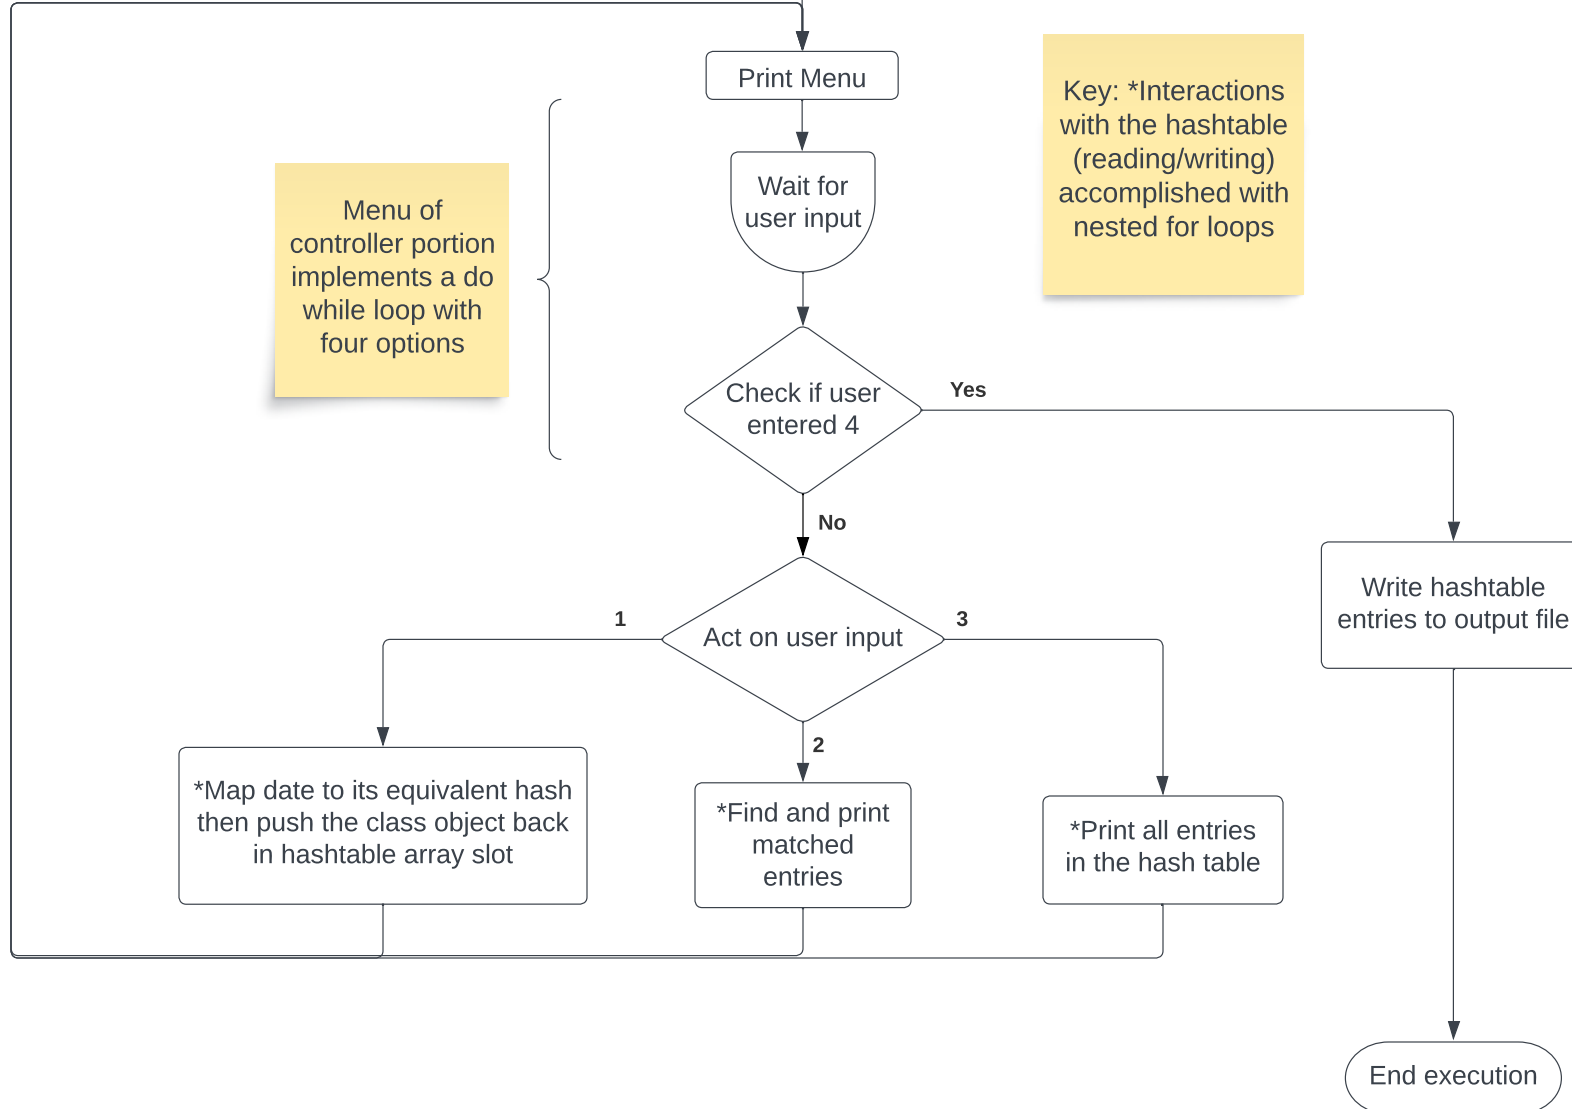 Print Menu
Key: *Interactions
with the hashtable
(reading/writing)
accomplished with
nested for loops
Wait for
user input
Menu of
controller portion
implements a do
while loop with
four options
Check if user
entered 4
Yes
No
Act on user input
1
2
3
Write hashtable
entries to output file
*Map date to its equivalent hash
then push the class object back
in hashtable array slot
*Find and print
matched
entries
*Print all entries
in the hash table
End execution